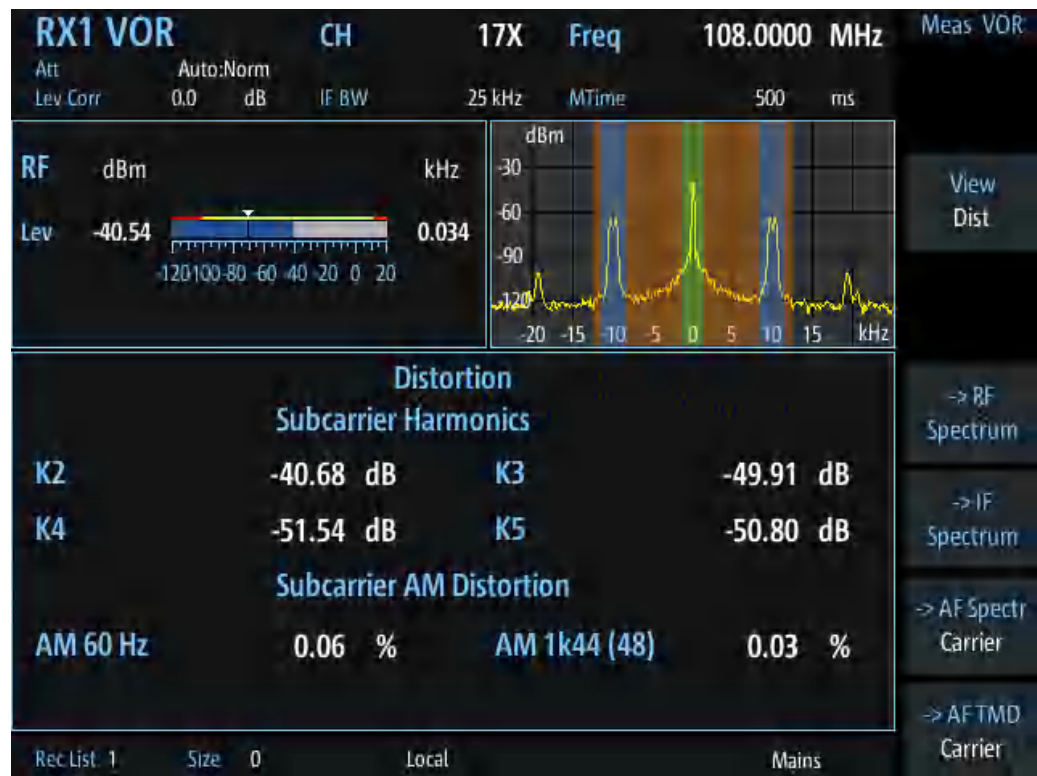 RX1 VOR CH 17X Freq 108.0000 MHz
Att Auto:Norm
Lev Corr 0.0 dB IF BW 25 kHz MTime 500 ms
RF dBm kHz
Lev -40.54 0.034
-120 100 -80 -60 -40 -20 0 20
dBm
-30
-60
-90
-120
-20 -15 -10 -5 0 5 10 15 kHz
Distortion
Subcarrier Harmonics
K2 -40.68 dB K3 -49.91 dB
K4 -51.54 dB K5 -50.80 dB
Subcarrier AM Distortion
AM 60 Hz 0.06 % AM 1k44 (48) 0.03 %
Rec List 1 Size 0 Local Mains
Meas VOR
View
Dist
-> RF
Spectrum
-> IF
Spectrum
-> AF Spectr
Carrier
-> AF TMD
Carrier